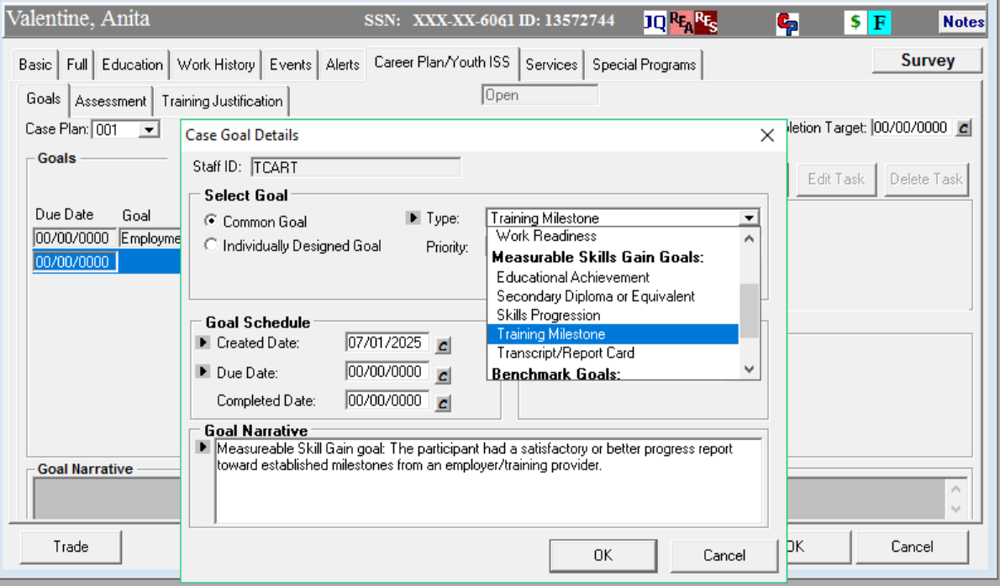 Valentine, Anita SSN: XXX-XX-6061 ID: 13572744 JQ REA RES CP $ F Notes
Basic Full Education Work History Events Alerts Career Plan/Youth ISS Services Special Programs Survey
Goals Assessment Training Justification Open
Case Plan: 001 Case Goal Details letion Target: 00/00/0000 c
Goals Staff ID: TCART Edit Task Delete Task
Select Goal
Due Date Goal Common Goal Type: Training Milestone
00/00/0000 Employme Individually Designed Goal Priority: Work Readiness
00/00/0000 Measurable Skills Gain Goals:
Educational Achievement
Secondary Diploma or Equivalent
Skills Progression
Goal Schedule Training Milestone
Created Date: 07/01/2025 c Transcript/Report Card
Due Date: 00/00/0000 c Benchmark Goals:
Completed Date: 00/00/0000 c
Goal Narrative
Measureable Skill Gain goal: The participant had a satisfactory or better progress report
toward established milestones from an employer/training provider.
Goal Narrative
Trade OK Cancel OK Cancel